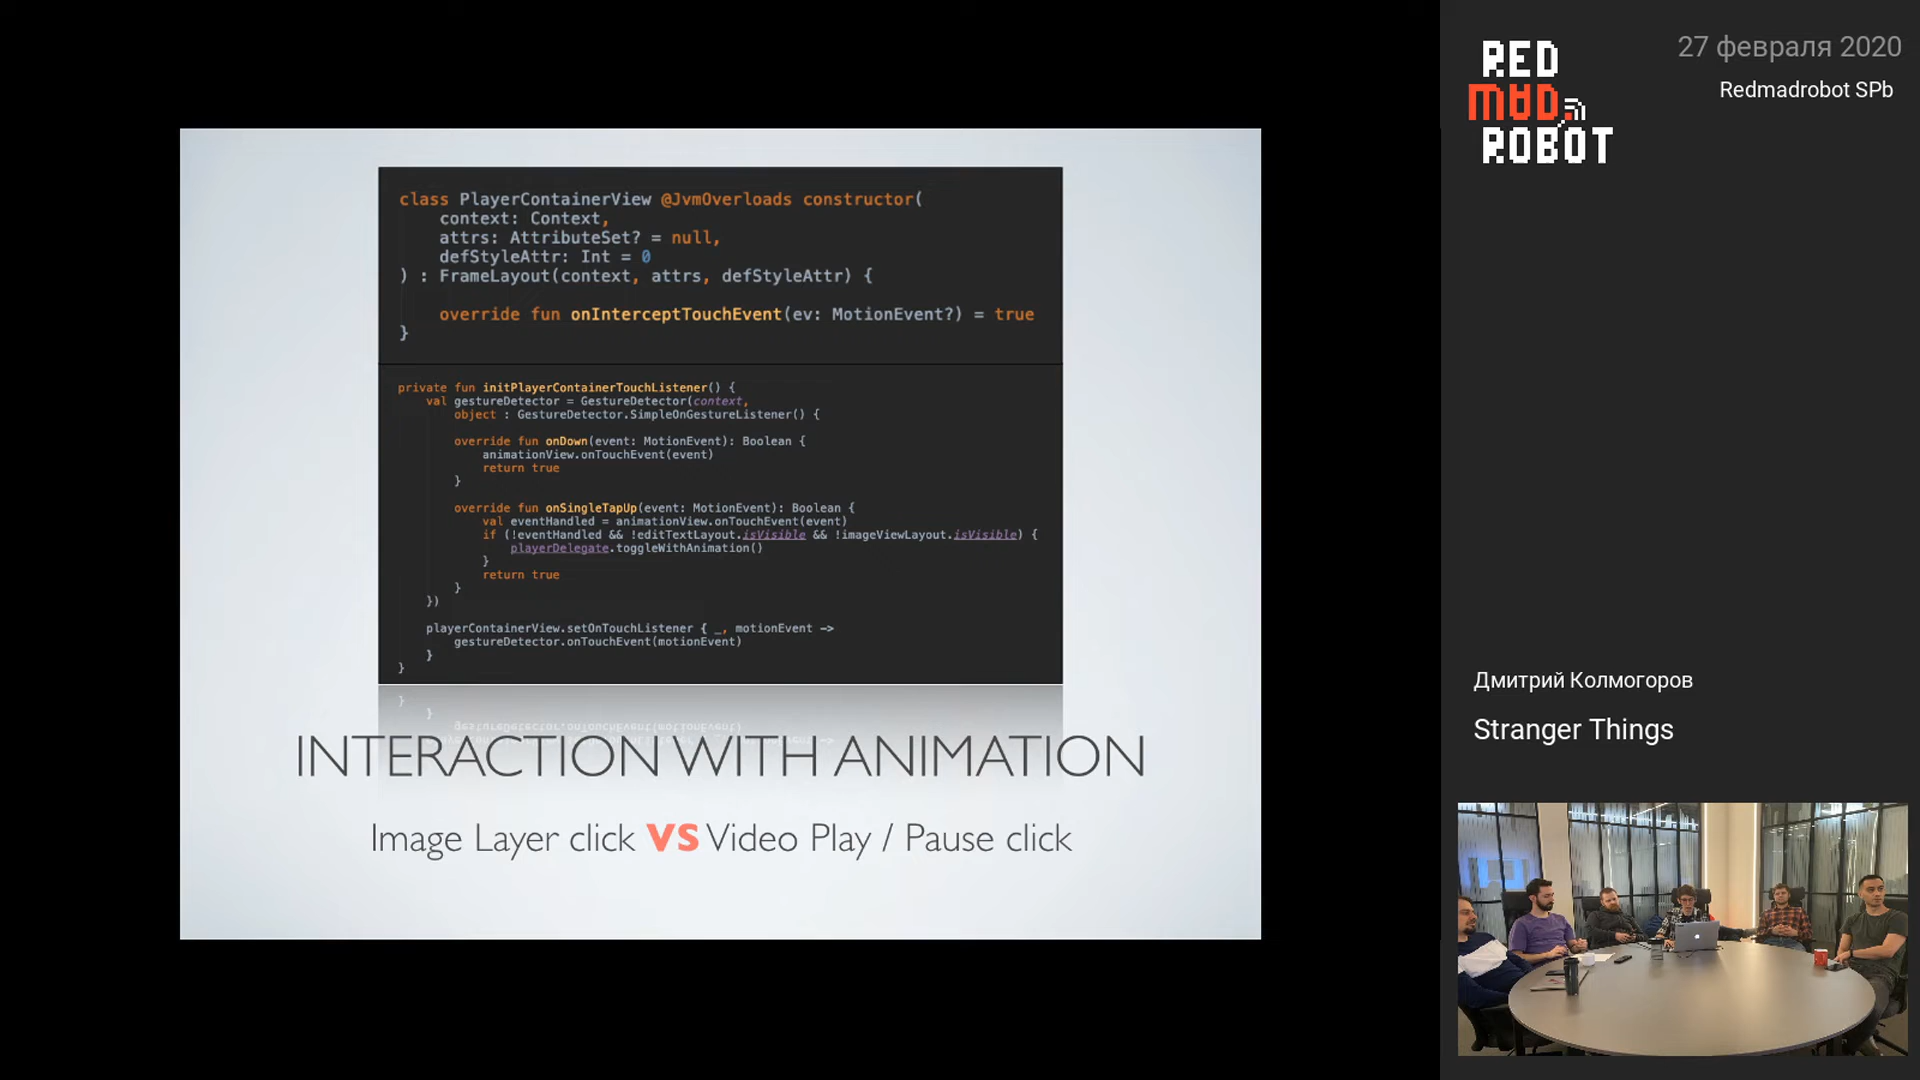 class PlayerContainerView @JvmOverloads constructor(
context: Context,
attrs: AttributeSet? = null,
defStyleAttr: Int = 0
) : FrameLayout(context, attrs, defStyleAttr) {
override fun onInterceptTouchEvent(ev: MotionEvent?) = true
}
private fun initPlayerContainerTouchListener() {
val gestureDetector = GestureDetector(context,
object : GestureDetector.SimpleOnGestureListener() {
override fun onDown(event: MotionEvent): Boolean {
animationView.onTouchEvent(event)
return true
}
override fun onSingleTapUp(event: MotionEvent): Boolean {
val eventHandled = animationView.onTouchEvent(event)
if (!eventHandled && !editTextLayout.isVisible && !imageViewLayout.isVisible) {
playerDelegate.toggleWithAnimation()
}
return true
}
})
playerContainerView.setOnTouchListener { _, motionEvent ->
gestureDetector.onTouchEvent(motionEvent)
}
}
INTERACTION WITH ANIMATION
Image Layer click VS Video Play / Pause click
RED
MAD
ROBOT
27 февраля 2020
Redmadrobot SPb
Дмитрий Колмогоров
Stranger Things